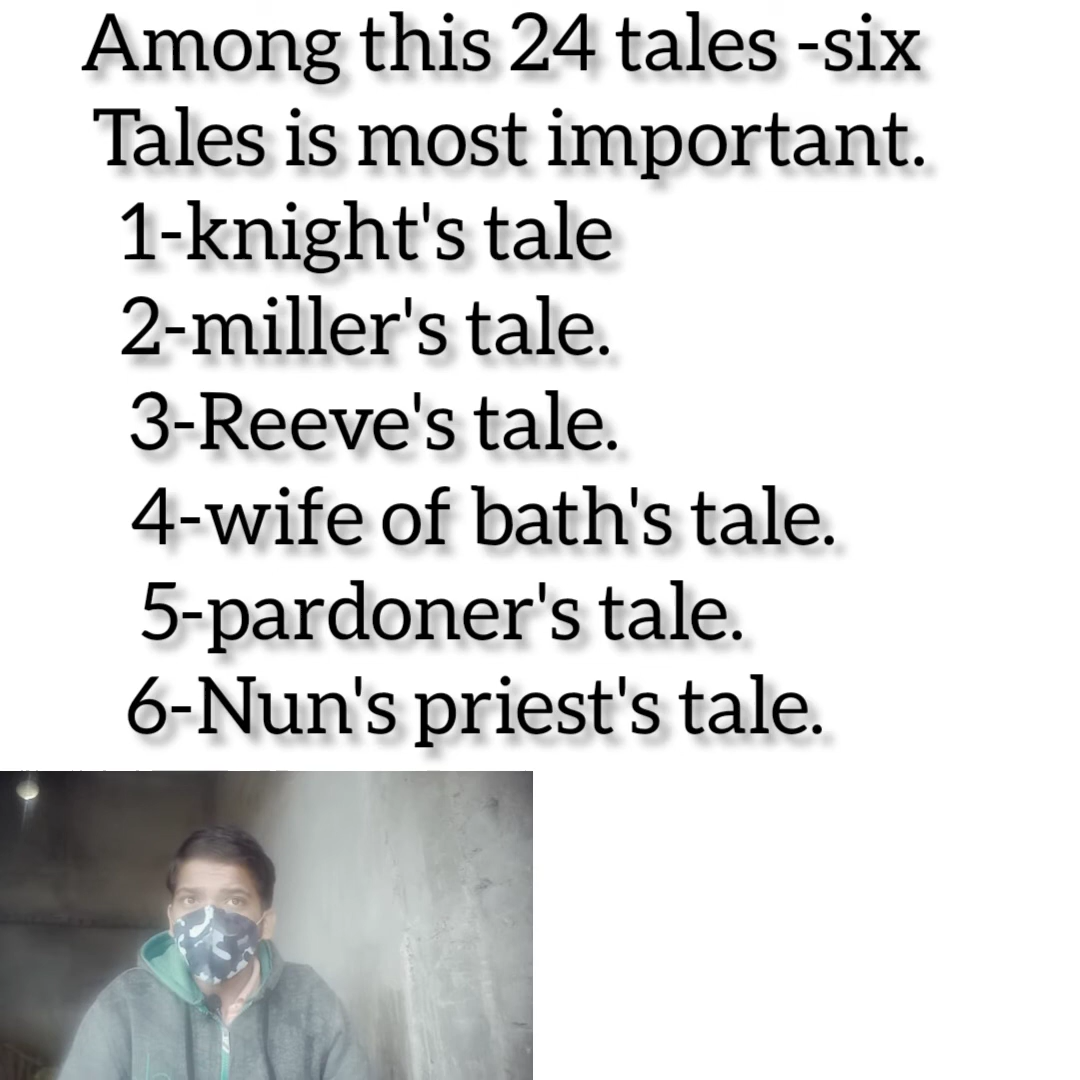 Among this 24 tales -six
Tales is most important.
1-knight's tale
2-miller's tale.
3-Reeve's tale.
4-wife of bath's tale.
5-pardoner's tale.
6-Nun's priest's tale.